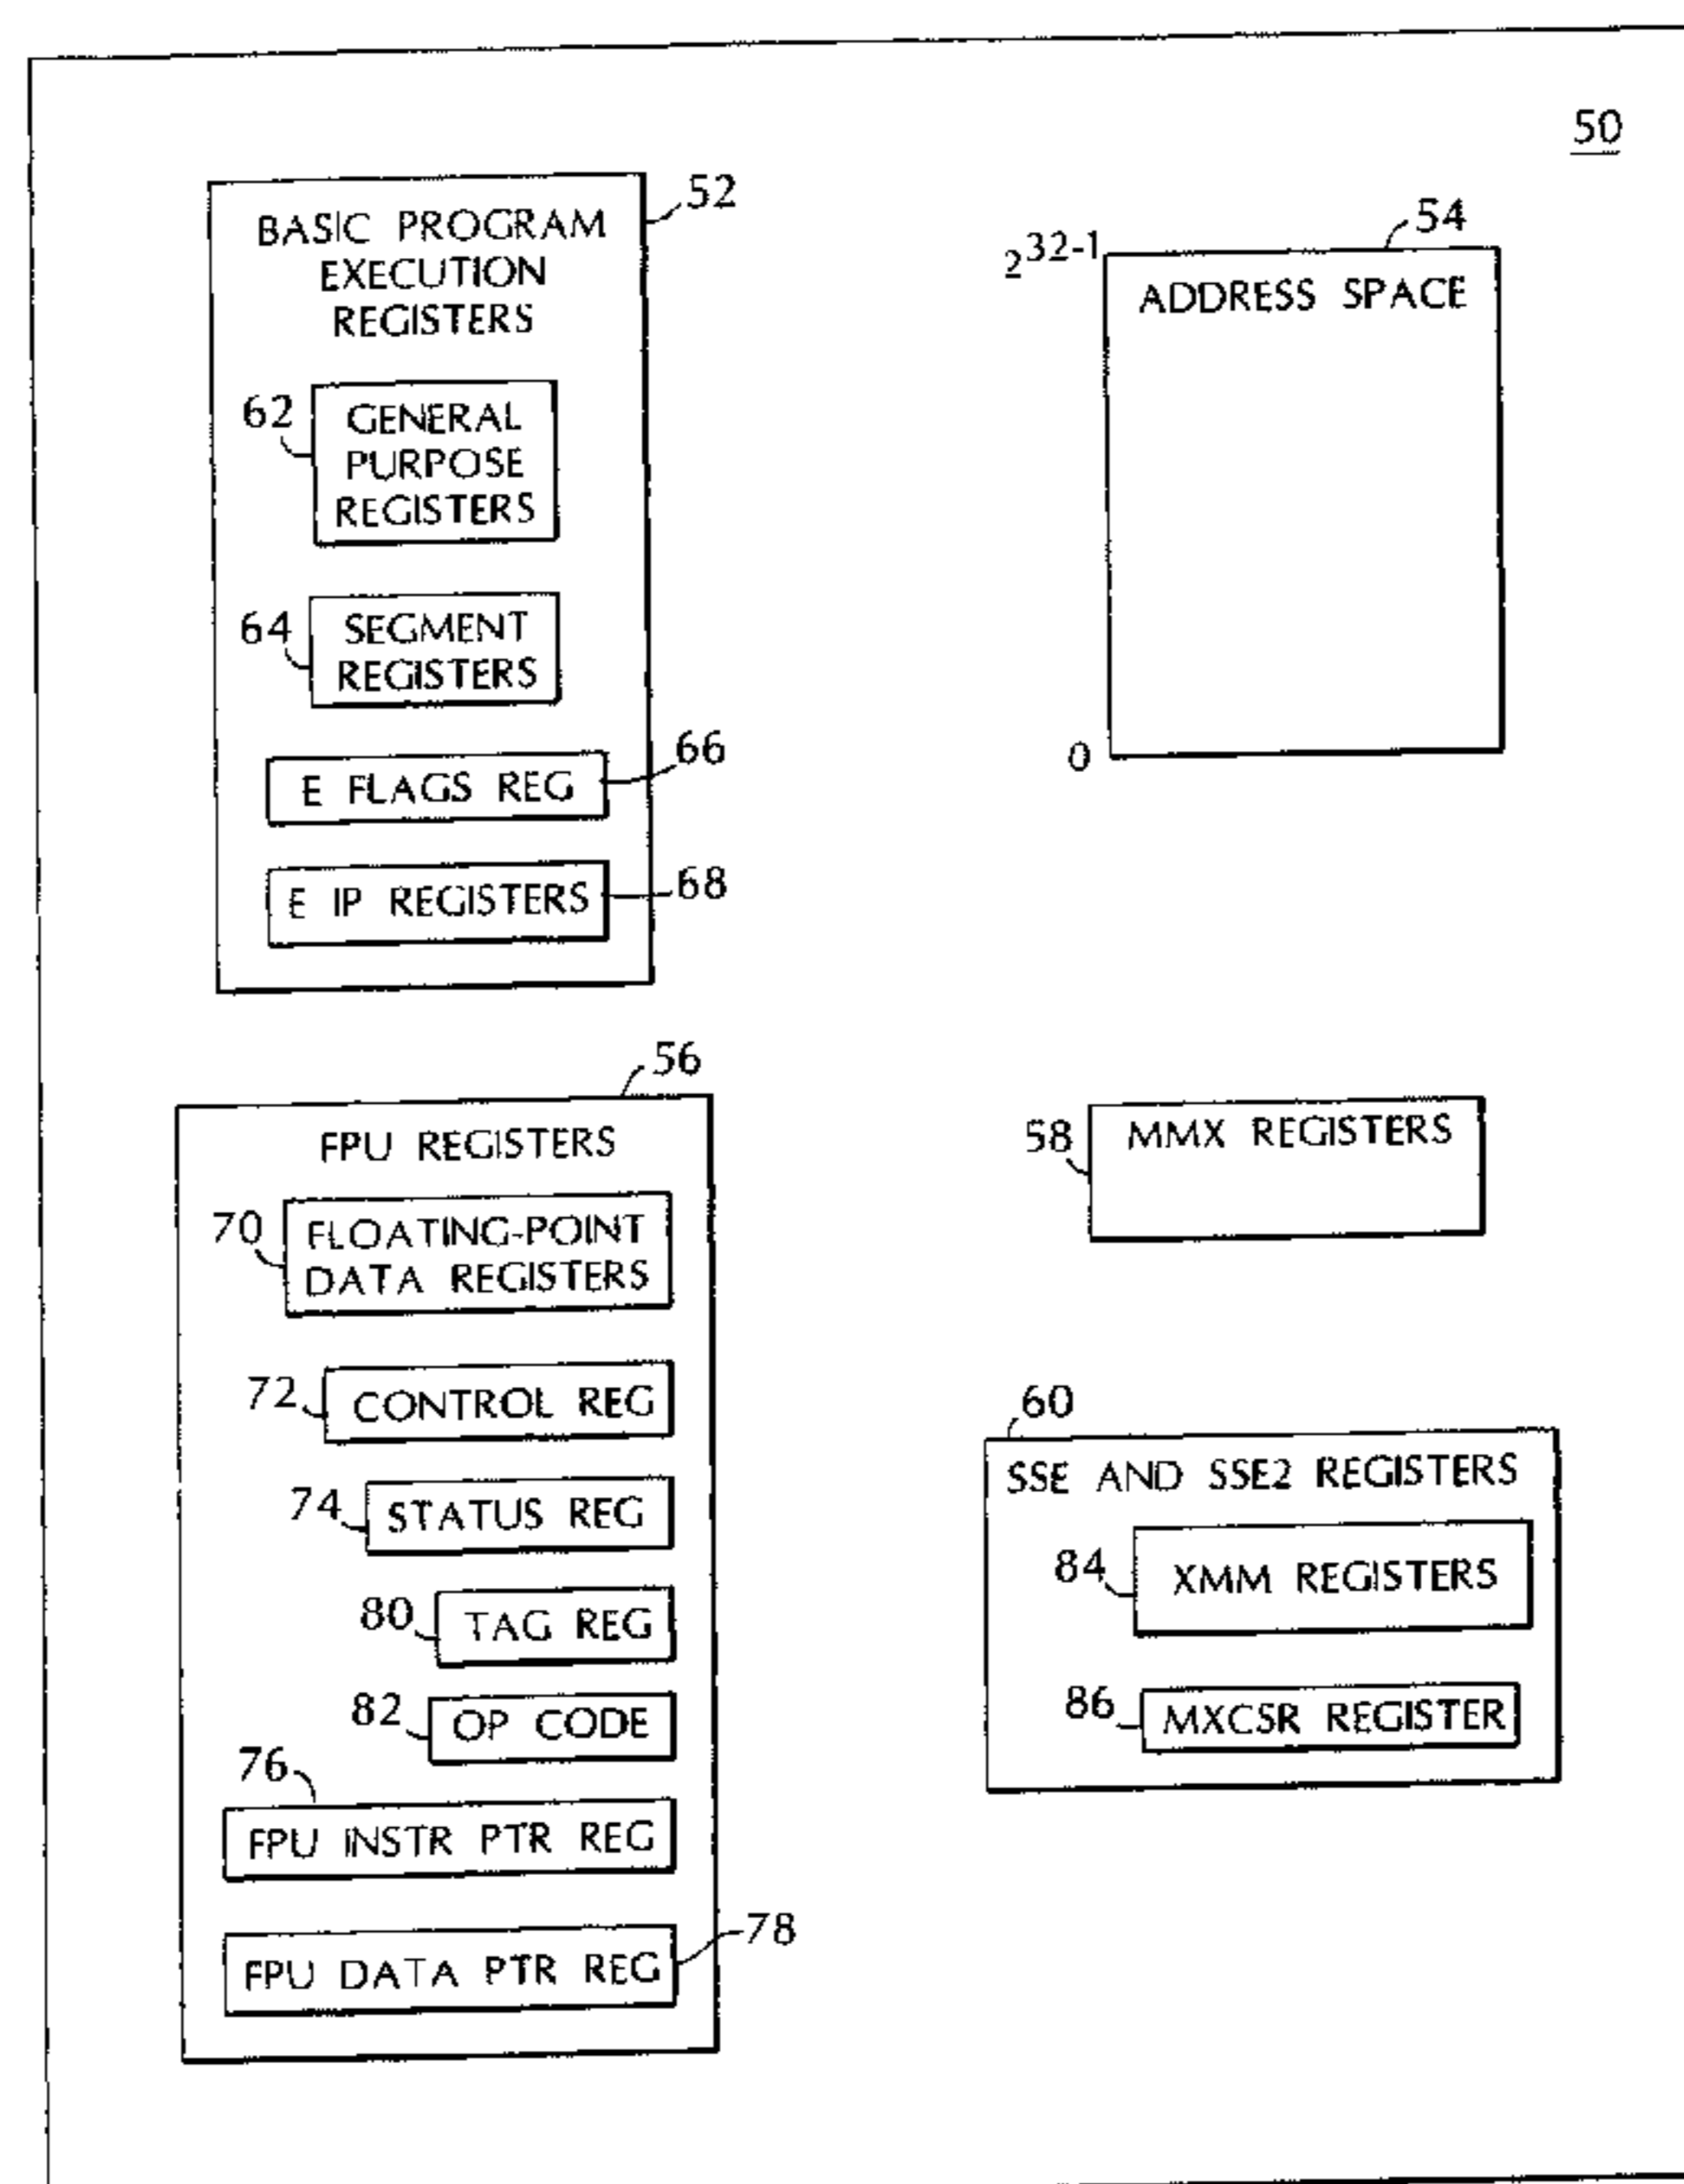 50
52
BASIC PROGRAM
EXECUTION
REGISTERS
62
GENERAL
PURPOSE
REGISTERS
64
SEGMENT
REGISTERS
66
E FLAGS REG
68
E IP REGISTERS
54
2^32-1
ADDRESS SPACE
0
56
FPU REGISTERS
70
FLOATING-POINT
DATA REGISTERS
72
CONTROL REG
74
STATUS REG
80
TAG REG
82
OP CODE
76
FPU INSTR PTR REG
78
FPU DATA PTR REG
58
MMX REGISTERS
60
SSE AND SSE2 REGISTERS
84
XMM REGISTERS
86
MXCSR REGISTER